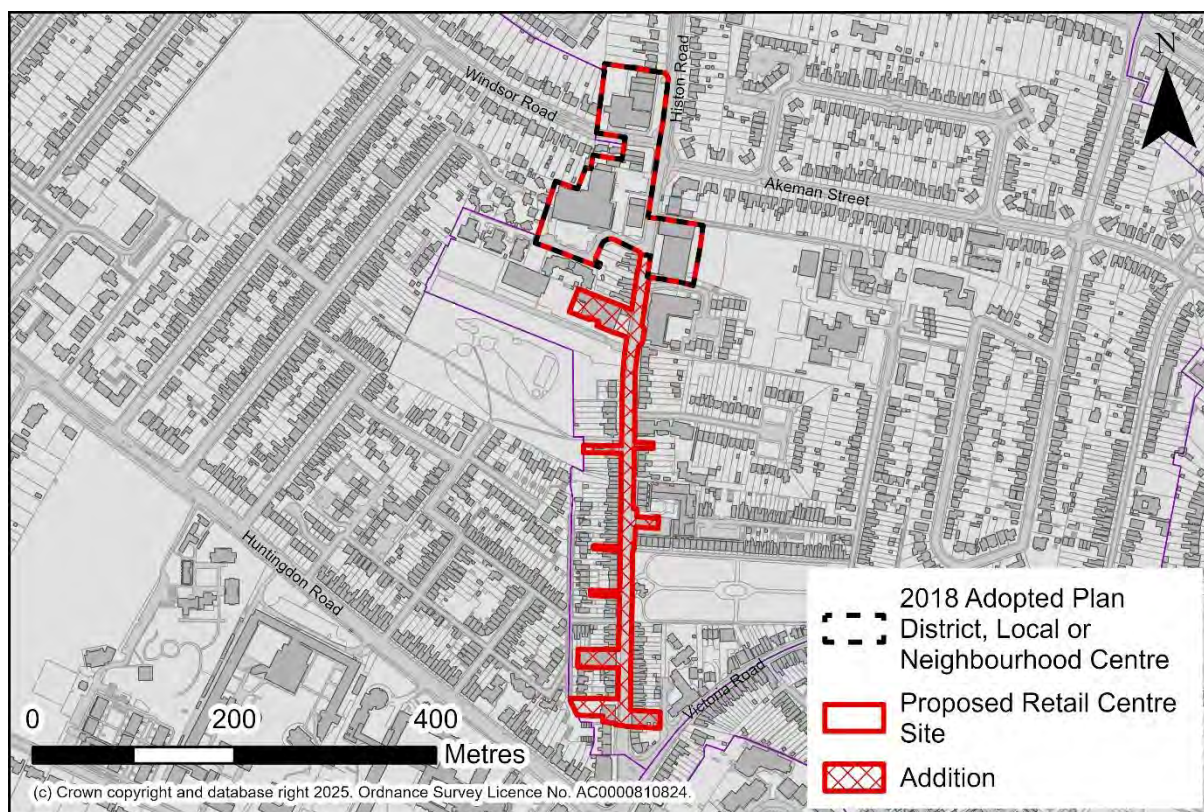 N
Windsor Road
Histon Road
Akeman Street
Huntingdon Road
Victoria Road
2018 Adopted Plan
District, Local or
Neighbourhood Centre
Proposed Retail Centre
Site
Addition
0 200 400
Metres
(c) Crown copyright and database right 2025. Ordnance Survey Licence No. AC0000810824.